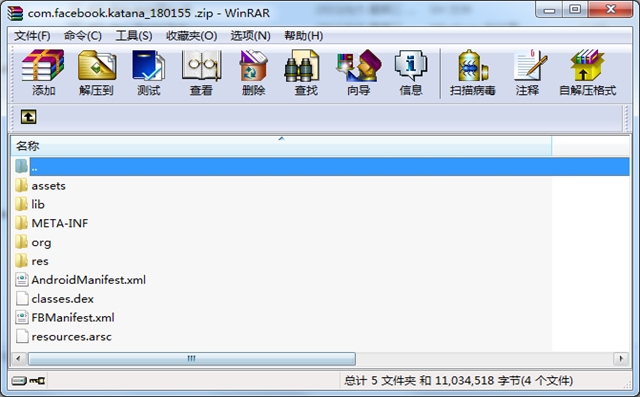 com.facebook.katana_180155 .zip - WinRAR
文件(F) 命令(C) 工具(S) 收藏夹(O) 选项(N) 帮助(H)
添加 解压到 测试 查看 删除 查找 向导 信息 扫描病毒 注释 自解压格式
名称
..
assets
lib
META-INF
org
res
AndroidManifest.xml
classes.dex
FBManifest.xml
resources.arsc
总计 5 文件夹 和 11,034,518 字节(4 个文件)